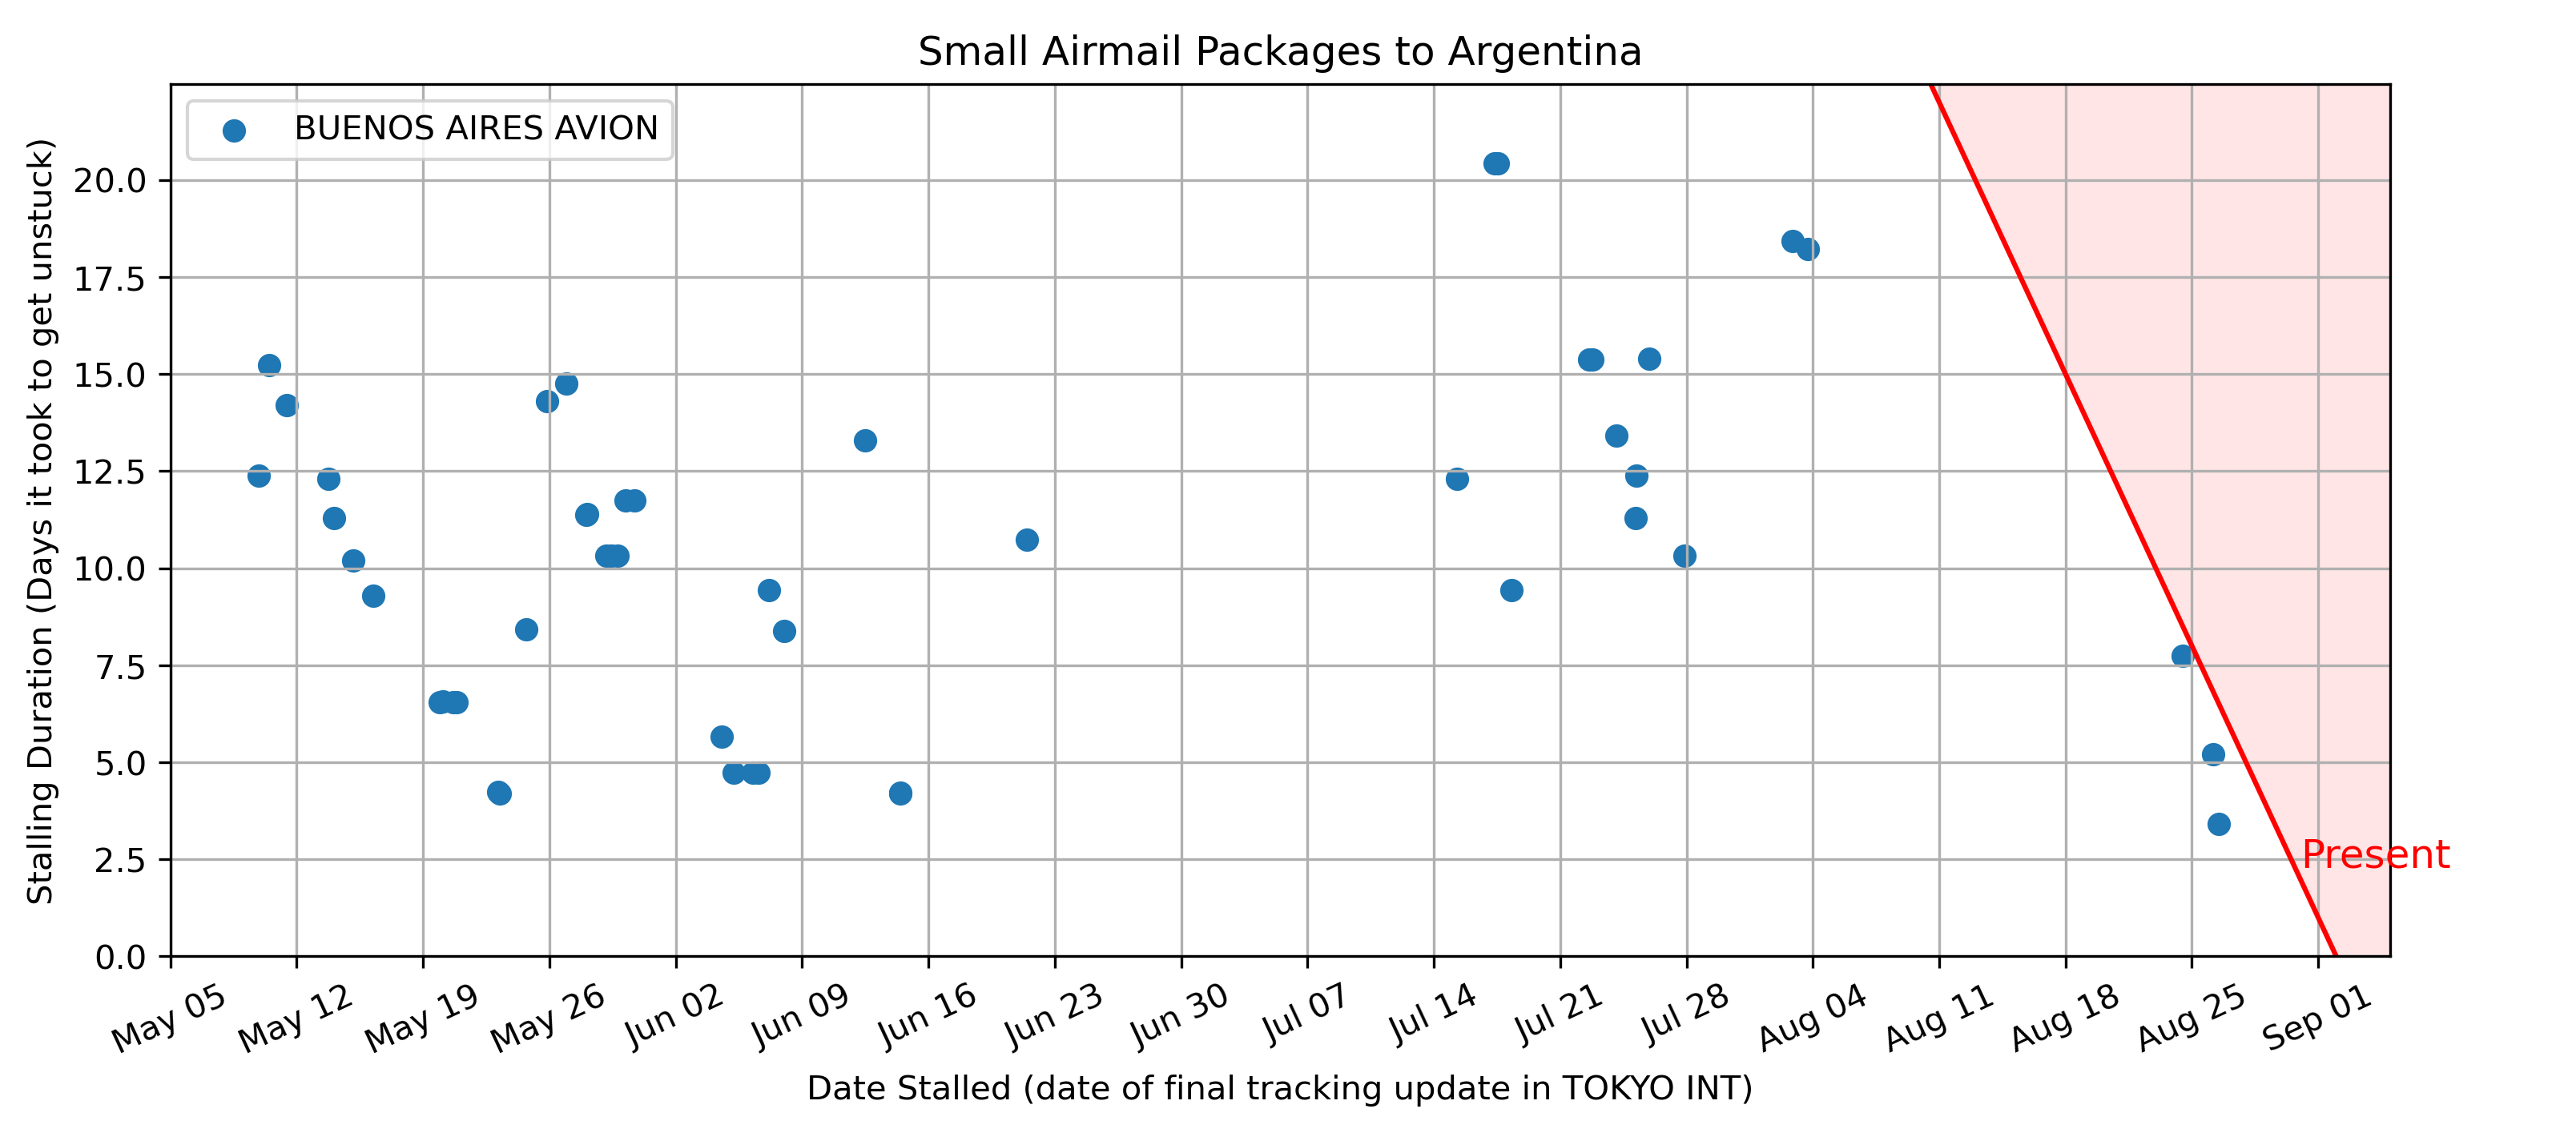 Small Airmail Packages to Argentina
BUENOS AIRES AVION
Stalling Duration (Days it took to get unstuck)
20.0
17.5
15.0
12.5
10.0
7.5
5.0
2.5
0.0
Present
May 05
May 12
May 19
May 26
Jun 02
Jun 09
Jun 16
Jun 23
Jun 30
Jul 07
Jul 14
Jul 21
Jul 28
Aug 04
Aug 11
Aug 18
Aug 25
Sep 01
Date Stalled (date of final tracking update in TOKYO INT)